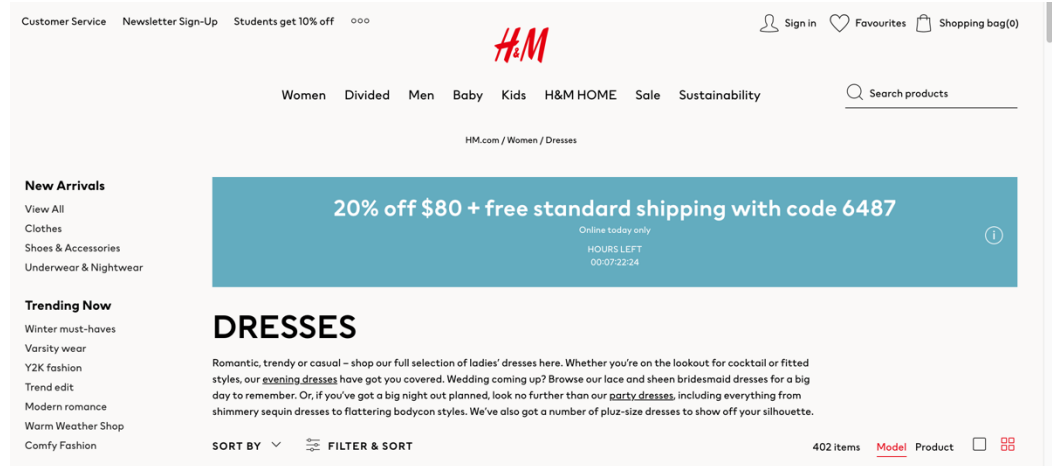 Customer Service Newsletter Sign-Up Students get 10% off
Sign in Favourites Shopping bag(0)
H&M
Women Divided Men Baby Kids H&M HOME Sale Sustainability
Search products
HM.com / Women / Dresses
New Arrivals
View All
Clothes
Shoes & Accessories
Underwear & Nightwear
Trending Now
Winter must-haves
Varsity wear
Y2K fashion
Trend edit
Modern romance
Warm Weather Shop
Comfy Fashion
20% off $80 + free standard shipping with code 6487
Online today only
HOURS LEFT
00:07:22:24
DRESSES
Romantic, trendy or casual – shop our full selection of ladies' dresses here. Whether you're on the lookout for cocktail or fitted
styles, our evening dresses have got you covered. Wedding coming up? Browse our lace and sheen bridesmaid dresses for a big
day to remember. Or, if you've got a big night out planned, look no further than our party dresses, including everything from
shimmery sequin dresses to flattering bodycon styles. We've also got a number of pluz-size dresses to show off your silhouette.
SORT BY FILTER & SORT
402 items Model Product